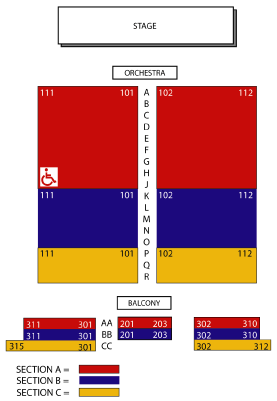 STAGE
ORCHESTRA
111 101 A 102 112
B
C
D
E
F
G
H
J
111 101 K 102 112
L
M
N
O
111 101 P 102 112
Q
R
BALCONY
311 301 AA 201 203 302 310
311 301 BB 201 203 302 310
315 301 CC 302 312
SECTION A =
SECTION B =
SECTION C =